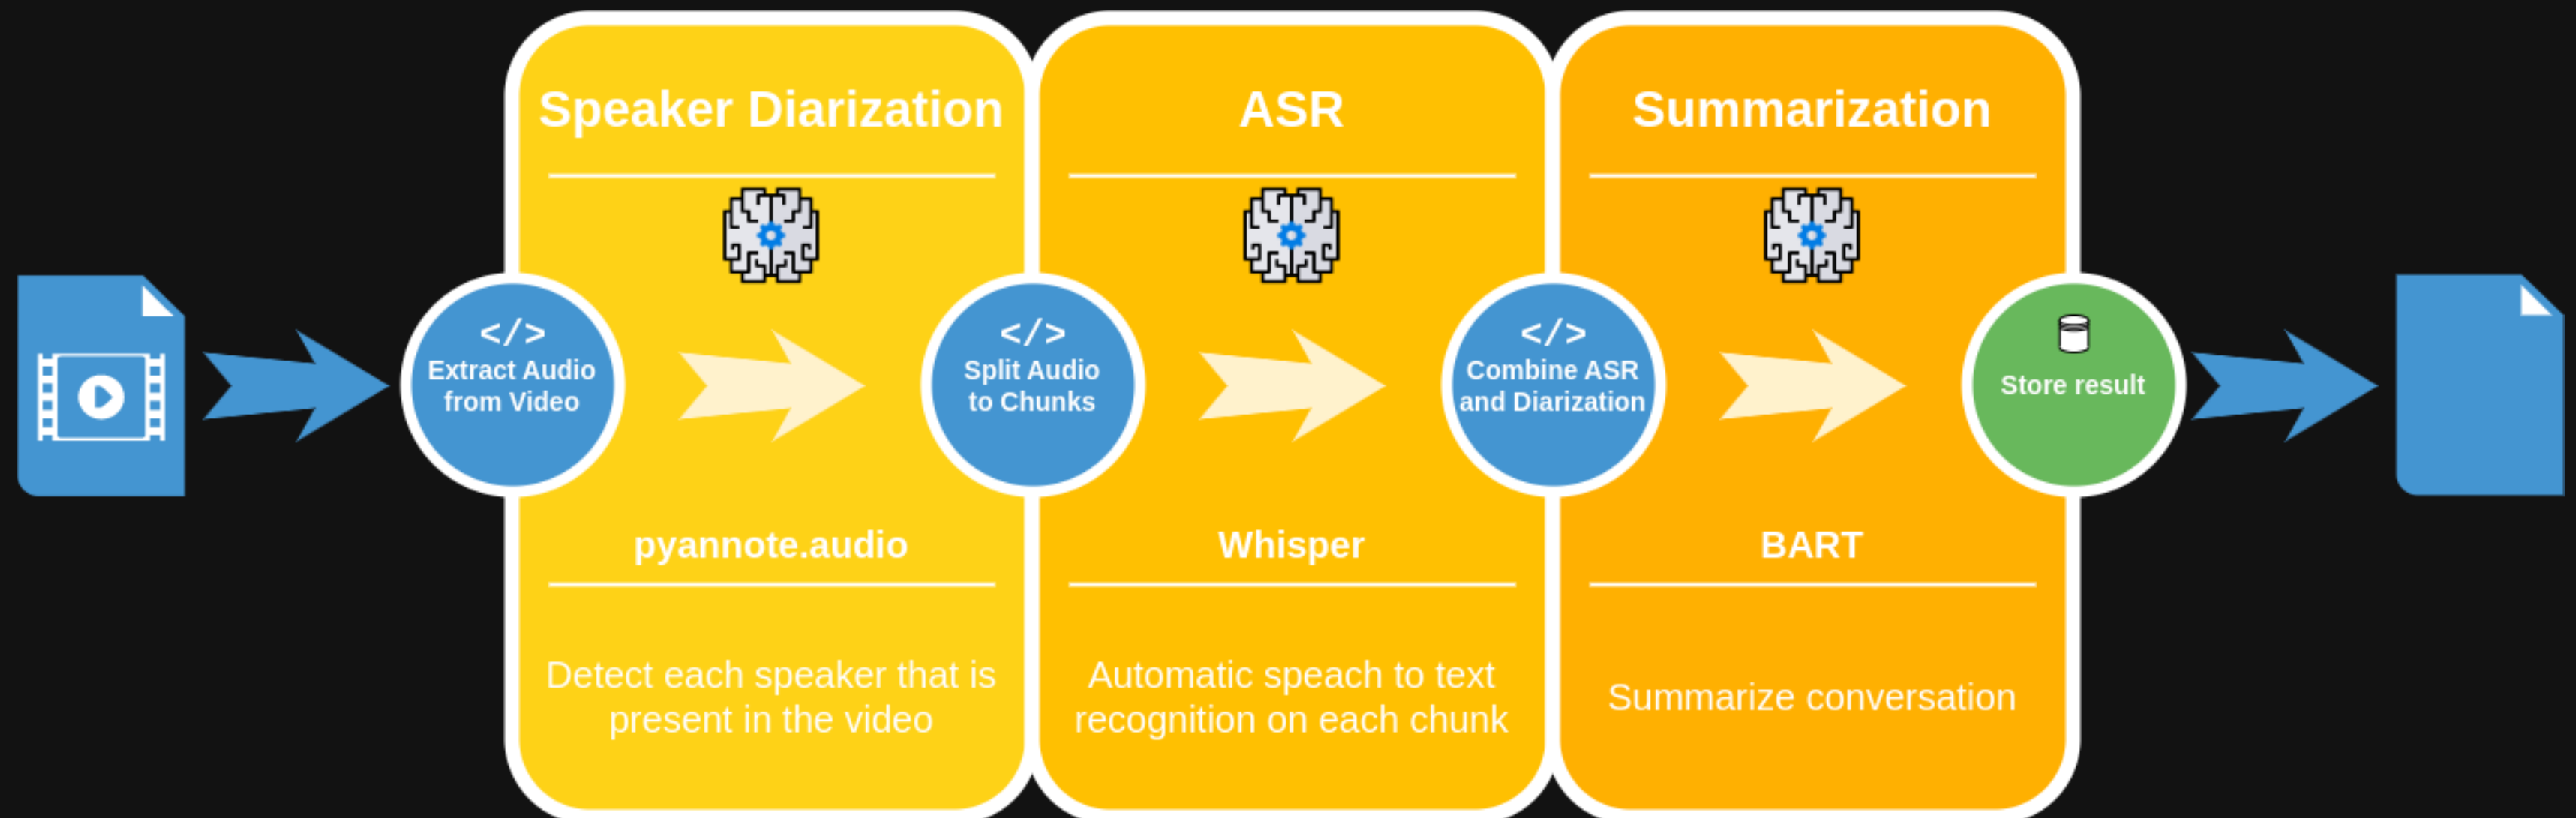 Speaker Diarization
ASR
Summarization
</>
Extract Audio
from Video
</>
Split Audio
to Chunks
</>
Combine ASR
and Diarization
Store result
pyannote.audio
Whisper
BART
Detect each speaker that is
present in the video
Automatic speach to text
recognition on each chunk
Summarize conversation